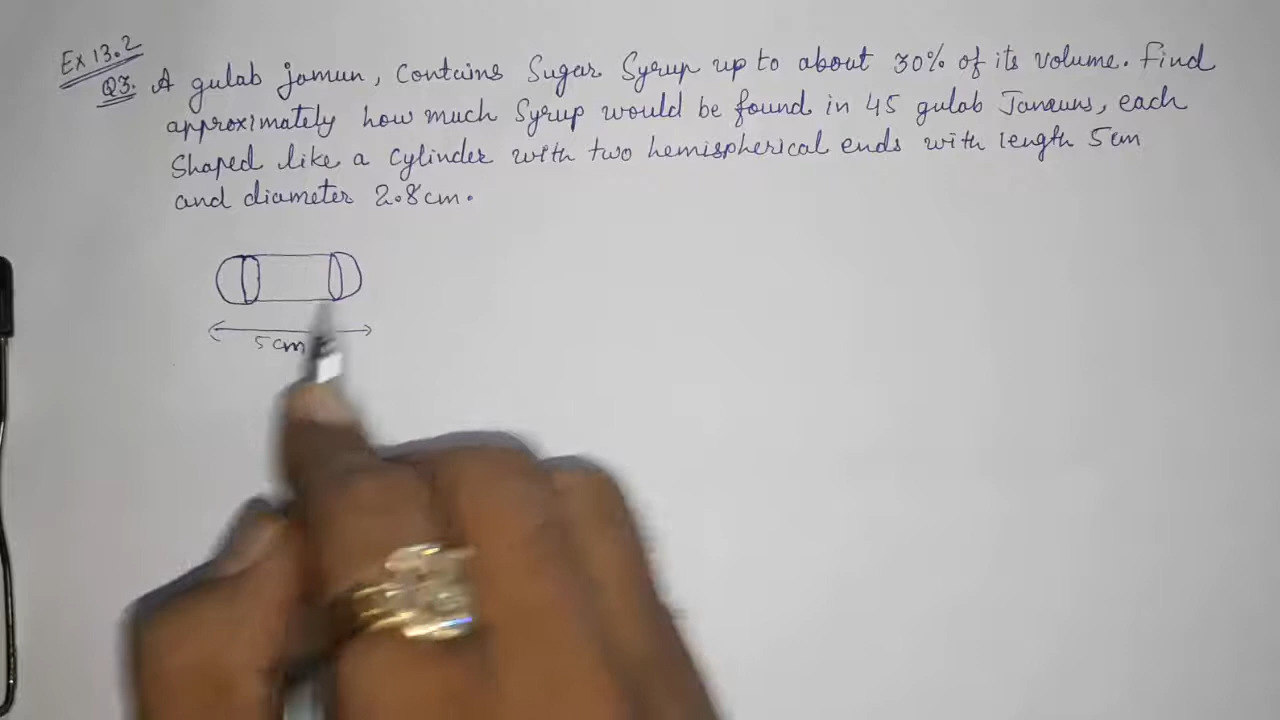 Ex 13.2
Q3. A gulab jamun, Contains Sugar Syrup up to about 30% of its volume. Find
approximately how much Syrup would be found in 45 gulab Jamuns, each
Shaped like a Cylinder with two hemispherical ends with length 5cm
and diameter 2.8cm.
5cm